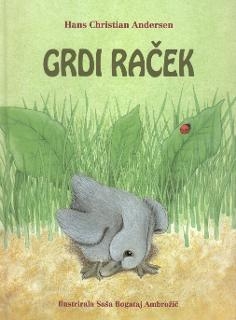 Hans Christian Andersen
GRDI RAČEK
Ilustrirala Saša Bogataj Ambrožič